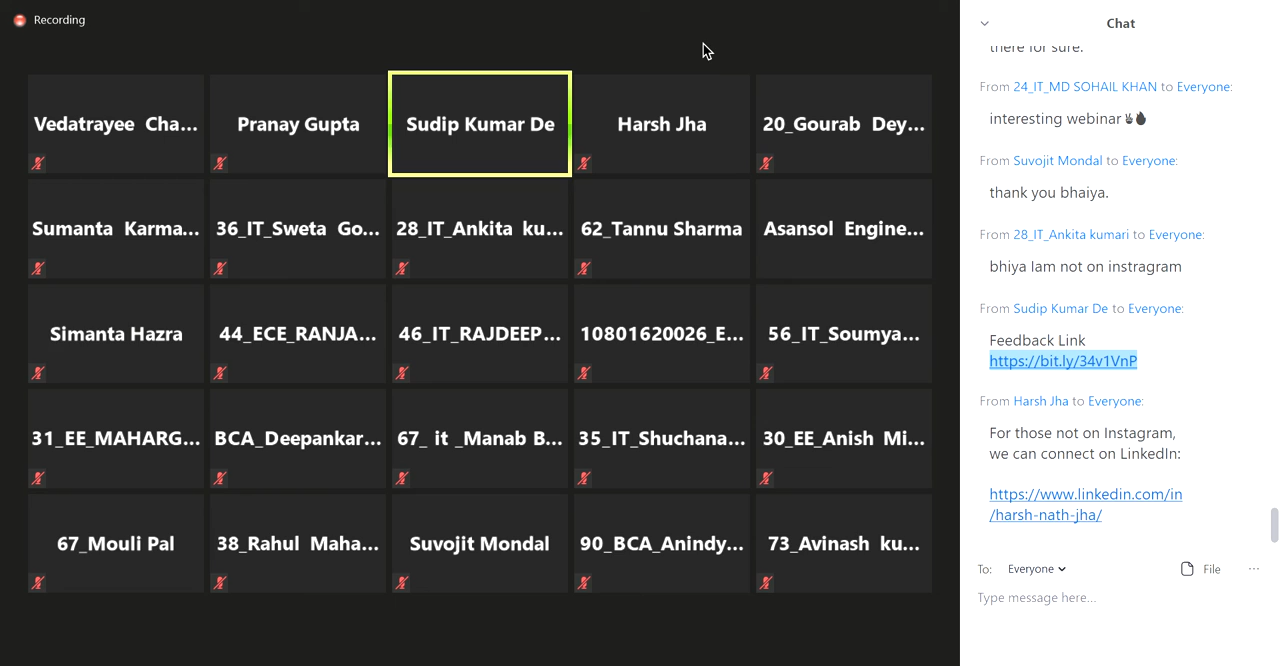 Recording
Vedatrayee Cha...
Pranay Gupta
Sudip Kumar De
Harsh Jha
20_Gourab Dey...
Sumanta Karma...
36_IT_Sweta Go...
28_IT_Ankita ku...
62_Tannu Sharma
Asansol Engine...
Simanta Hazra
44_ECE_RANJA...
46_IT_RAJDEEP...
10801620026_E...
56_IT_Soumya...
31_EE_MAHARG...
BCA_Deepankar...
67_ it _Manab B...
35_IT_Shuchana...
30_EE_Anish Mi...
67_Mouli Pal
38_Rahul Maha...
Suvojit Mondal
90_BCA_Anindy...
73_Avinash ku...
Chat
there for sure.
From 24_IT_MD SOHAIL KHAN to Everyone:
interesting webinar✌
From Suvojit Mondal to Everyone:
thank you bhaiya.
From 28_IT_Ankita kumari to Everyone:
bhiya Iam not on instragram
From Sudip Kumar De to Everyone:
Feedback Link
https://bit.ly/34v1VnP
From Harsh Jha to Everyone:
For those not on Instagram,
we can connect on LinkedIn:
https://www.linkedin.com/in
/harsh-nath-jha/
To: Everyone File ...
Type message here...